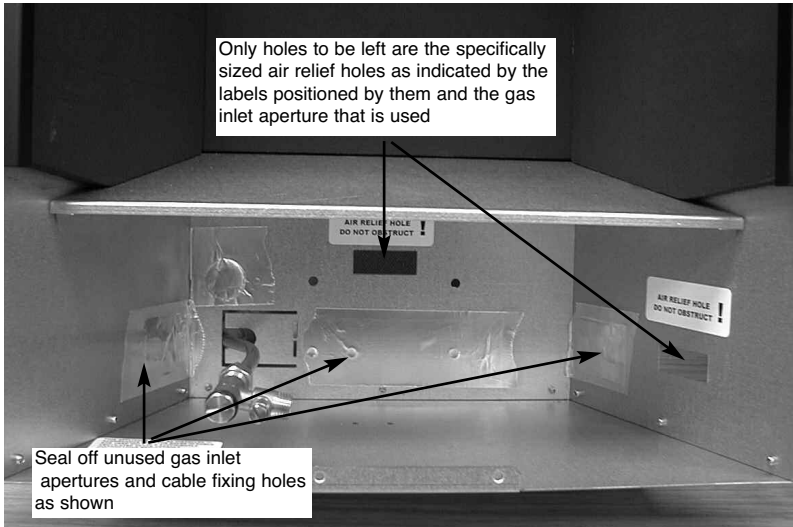 Only holes to be left are the specifically
sized air relief holes as indicated by the
labels positioned by them and the gas
inlet aperture that is used
AIR RELIEF HOLE
DO NOT OBSTRUCT !
AIR RELIEF HOLE
DO NOT OBSTRUCT !
Seal off unused gas inlet
apertures and cable fixing holes
as shown